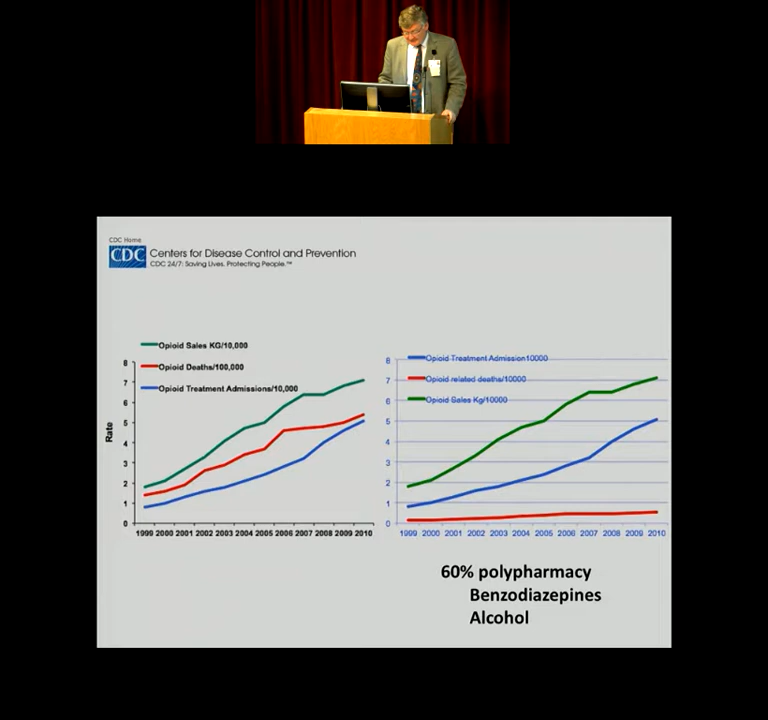 CDC Home
CDC Centers for Disease Control and Prevention
CDC 24/7: Saving Lives. Protecting People.™
Opioid Sales KG/10,000
Opioid Deaths/100,000
Opioid Treatment Admissions/10,000
Rate
8
7
6
5
4
3
2
1
0
1999 2000 2001 2002 2003 2004 2005 2006 2007 2008 2009 2010
Opioid Treatment Admission10000
Opioid related deaths/10000
Opioid Sales Kg/10000
8
7
6
5
4
3
2
1
0
1999 2000 2001 2002 2003 2004 2005 2006 2007 2008 2009 2010
60% polypharmacy
Benzodiazepines
Alcohol